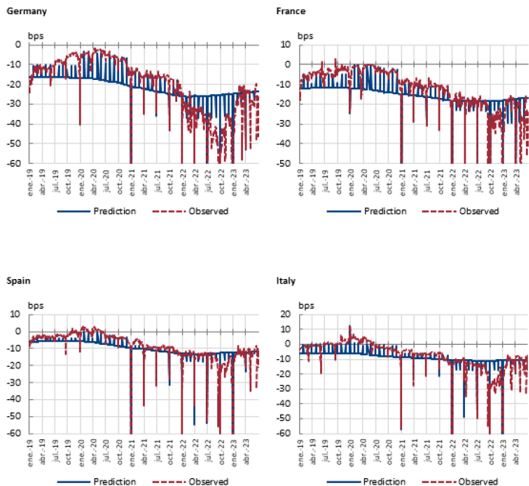 Germany
bps
0
-10
-20
-30
-40
-50
-60
ene.-19 abr.-19 jul.-19 oct.-19 ene.-20 abr.-20 jul.-20 oct.-20 ene.-21 abr.-21 jul.-21 oct.-21 ene.-22 abr.-22 jul.-22 oct.-22 ene.-23 abr.-23
Prediction Observed
France
bps
10
0
-10
-20
-30
-40
-50
ene.-19 abr.-19 jul.-19 oct.-19 ene.-20 abr.-20 jul.-20 oct.-20 ene.-21 abr.-21 jul.-21 oct.-21 ene.-22 abr.-22 jul.-22 oct.-22 ene.-23 abr.-23
Prediction Observed
Spain
bps
10
0
-10
-20
-30
-40
-50
-60
ene.-19 abr.-19 jul.-19 oct.-19 ene.-20 abr.-20 jul.-20 oct.-20 ene.-21 abr.-21 jul.-21 oct.-21 ene.-22 abr.-22 jul.-22 oct.-22 ene.-23 abr.-23
Prediction Observed
Italy
bps
20
10
0
-10
-20
-30
-40
-50
-60
ene.-19 abr.-19 jul.-19 oct.-19 ene.-20 abr.-20 jul.-20 oct.-20 ene.-21 abr.-21 jul.-21 oct.-21 ene.-22 abr.-22 jul.-22 oct.-22 ene.-23 abr.-23
Prediction Observed